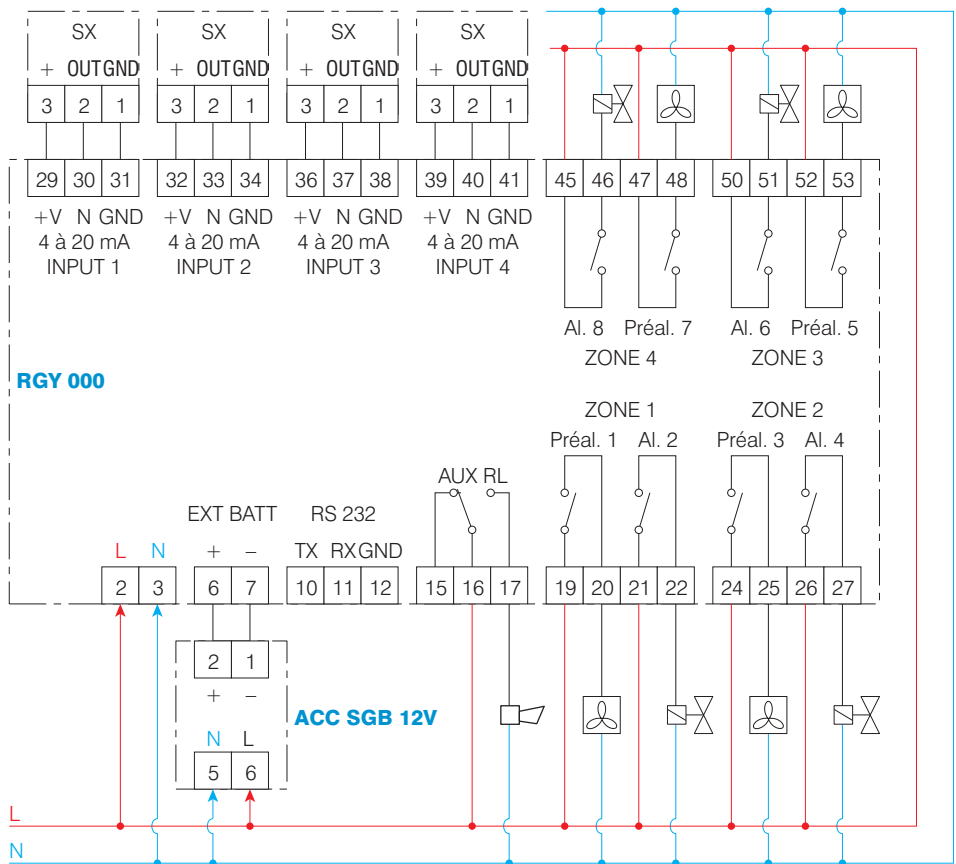 SX SX SX SX
+ OUT GND + OUT GND + OUT GND + OUT GND
3 2 1 3 2 1 3 2 1 3 2 1
29 30 31 32 33 34 36 37 38 39 40 41 45 46 47 48 50 51 52 53
+V N GND +V N GND +V N GND +V N GND
4 à 20 mA 4 à 20 mA 4 à 20 mA 4 à 20 mA
INPUT 1 INPUT 2 INPUT 3 INPUT 4
Al. 8 Préal. 7 Al. 6 Préal. 5
ZONE 4 ZONE 3
RGY 000
ZONE 1 ZONE 2
Préal. 1 Al. 2 Préal. 3 Al. 4
AUX RL
EXT BATT RS 232
L N + − TX RX GND
2 3 6 7 10 11 12 15 16 17 19 20 21 22 24 25 26 27
2 1
+ −
ACC SGB 12V
N L
5 6
L
N